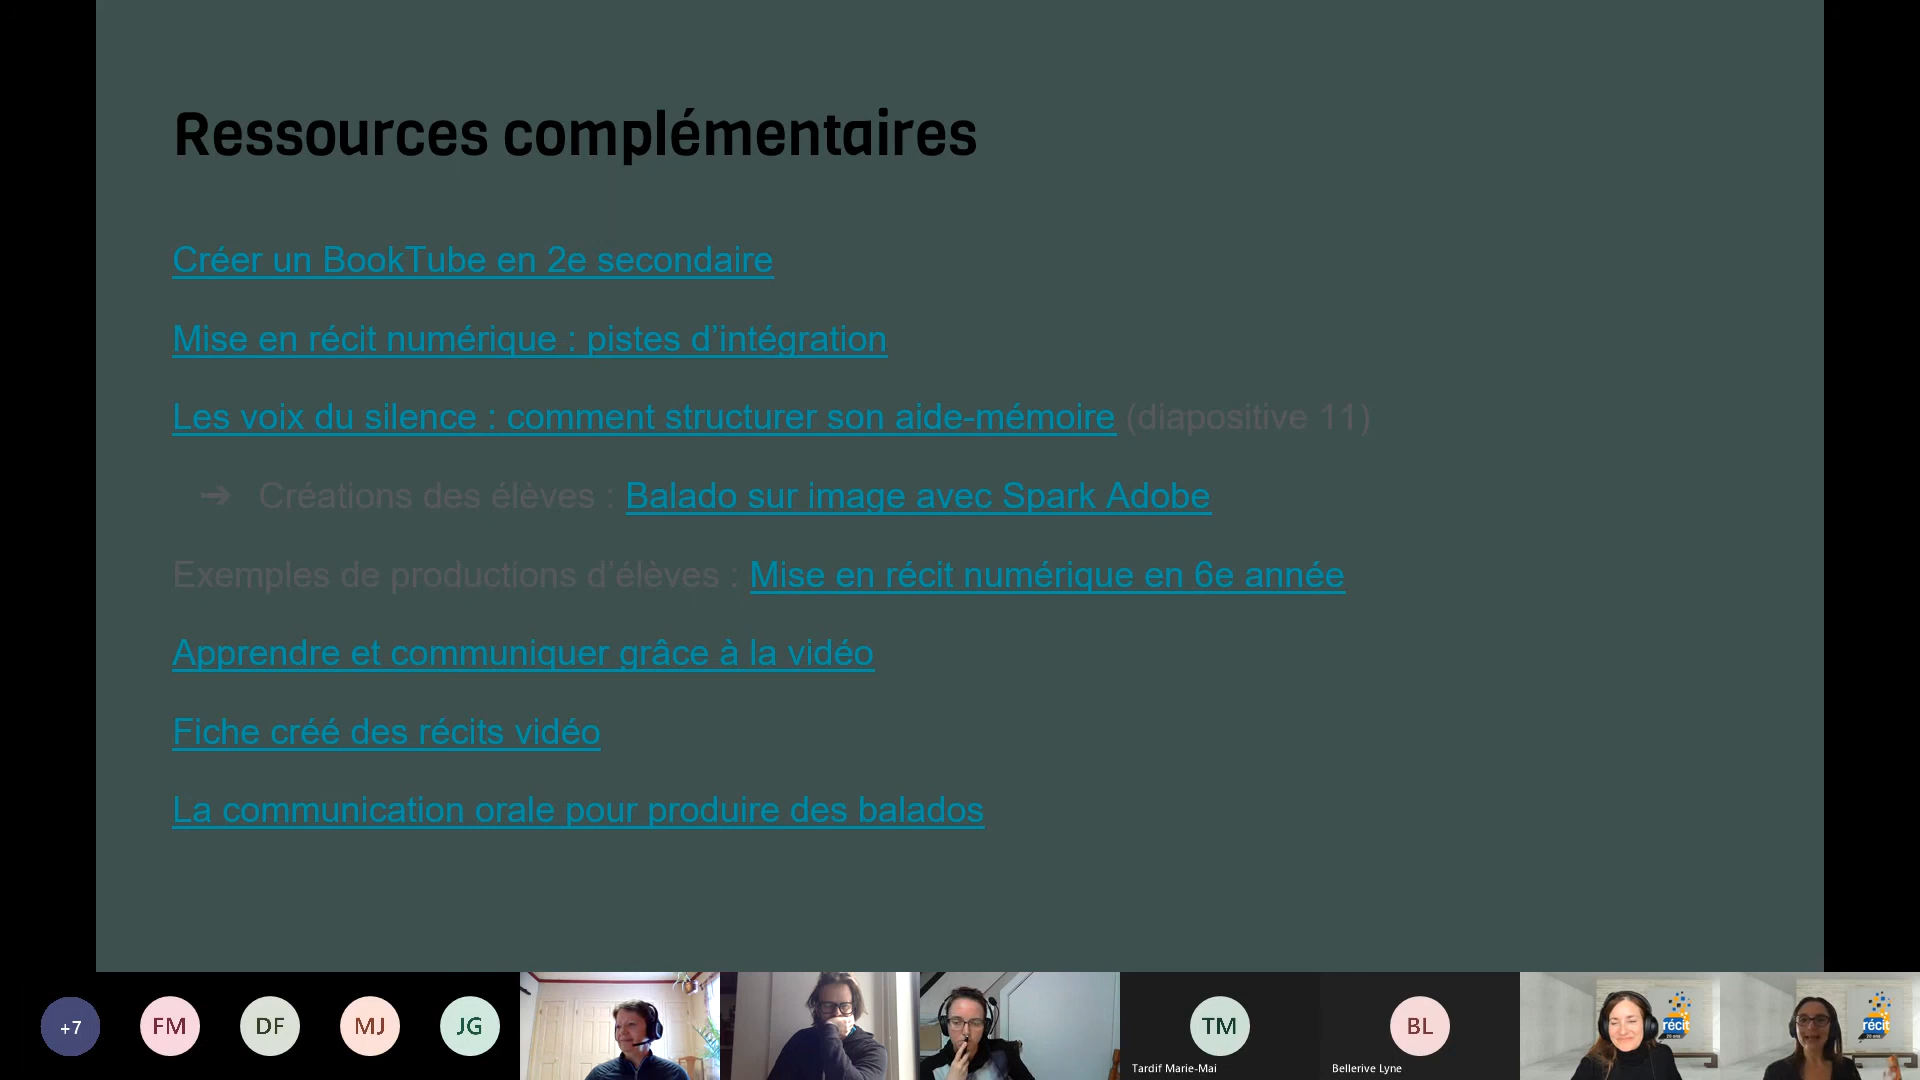 Ressources complémentaires
Créer un BookTube en 2e secondaire
Mise en récit numérique : pistes d’intégration
Les voix du silence : comment structurer son aide-mémoire (diapositive 11)
➔ Créations des élèves : Balado sur image avec Spark Adobe
Exemples de productions d’élèves : Mise en récit numérique en 6e année
Apprendre et communiquer grâce à la vidéo
Fiche créé des récits vidéo
La communication orale pour produire des balados
+7
FM
DF
MJ
JG
TM
Tardif Marie-Mai
BL
Bellerive Lyne
récit
20 ans
récit
20 ans